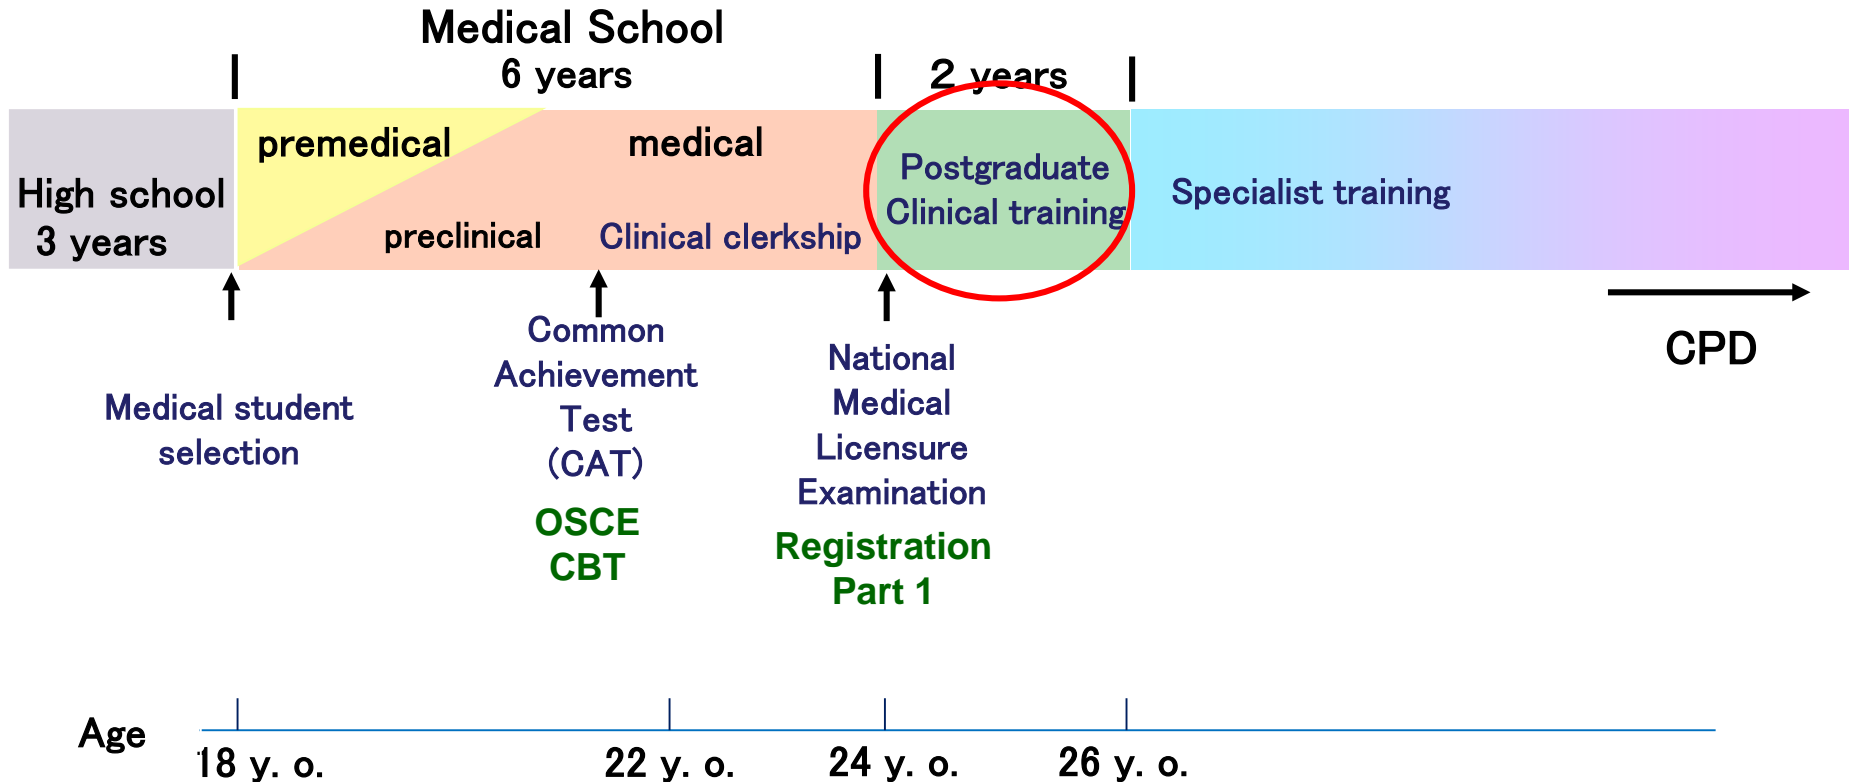 Medical School
6 years
2 years
High school
3 years
premedical
medical
preclinical
Clinical clerkship
Postgraduate
Clinical training
Specialist training
Medical student
selection
Common
Achievement
Test
(CAT)
OSCE
CBT
National
Medical
Licensure
Examination
Registration
Part 1
CPD
Age
18 y. o.
22 y. o.
24 y. o.
26 y. o.